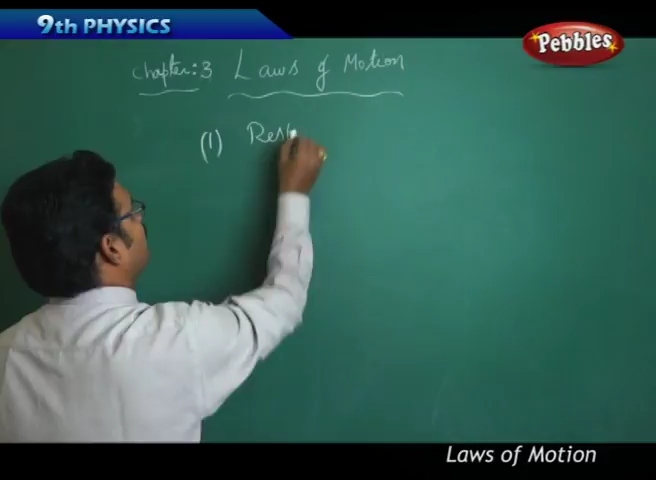 9th PHYSICS
Pebbles
Chapter: 3 Laws of Motion
(1) Rest
Laws of Motion